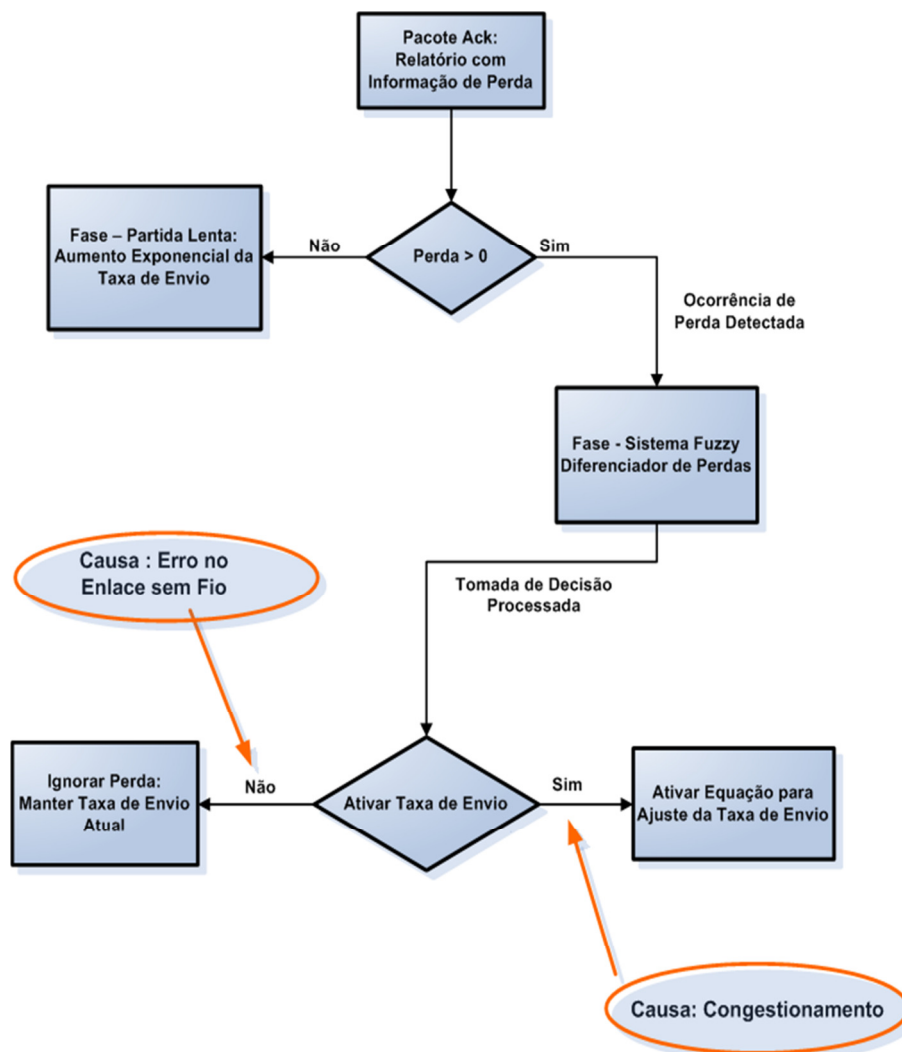 Pacote Ack:
Relatório com
Informação de Perda
Não
Perda > 0
Sim
Fase – Partida Lenta:
Aumento Exponencial da
Taxa de Envio
Ocorrência de
Perda Detectada
Fase - Sistema Fuzzy
Diferenciador de Perdas
Causa : Erro no
Enlace sem Fio
Tomada de Decisão
Processada
Ignorar Perda:
Manter Taxa de Envio
Atual
Não
Ativar Taxa de Envio
Sim
Ativar Equação para
Ajuste da Taxa de Envio
Causa: Congestionamento